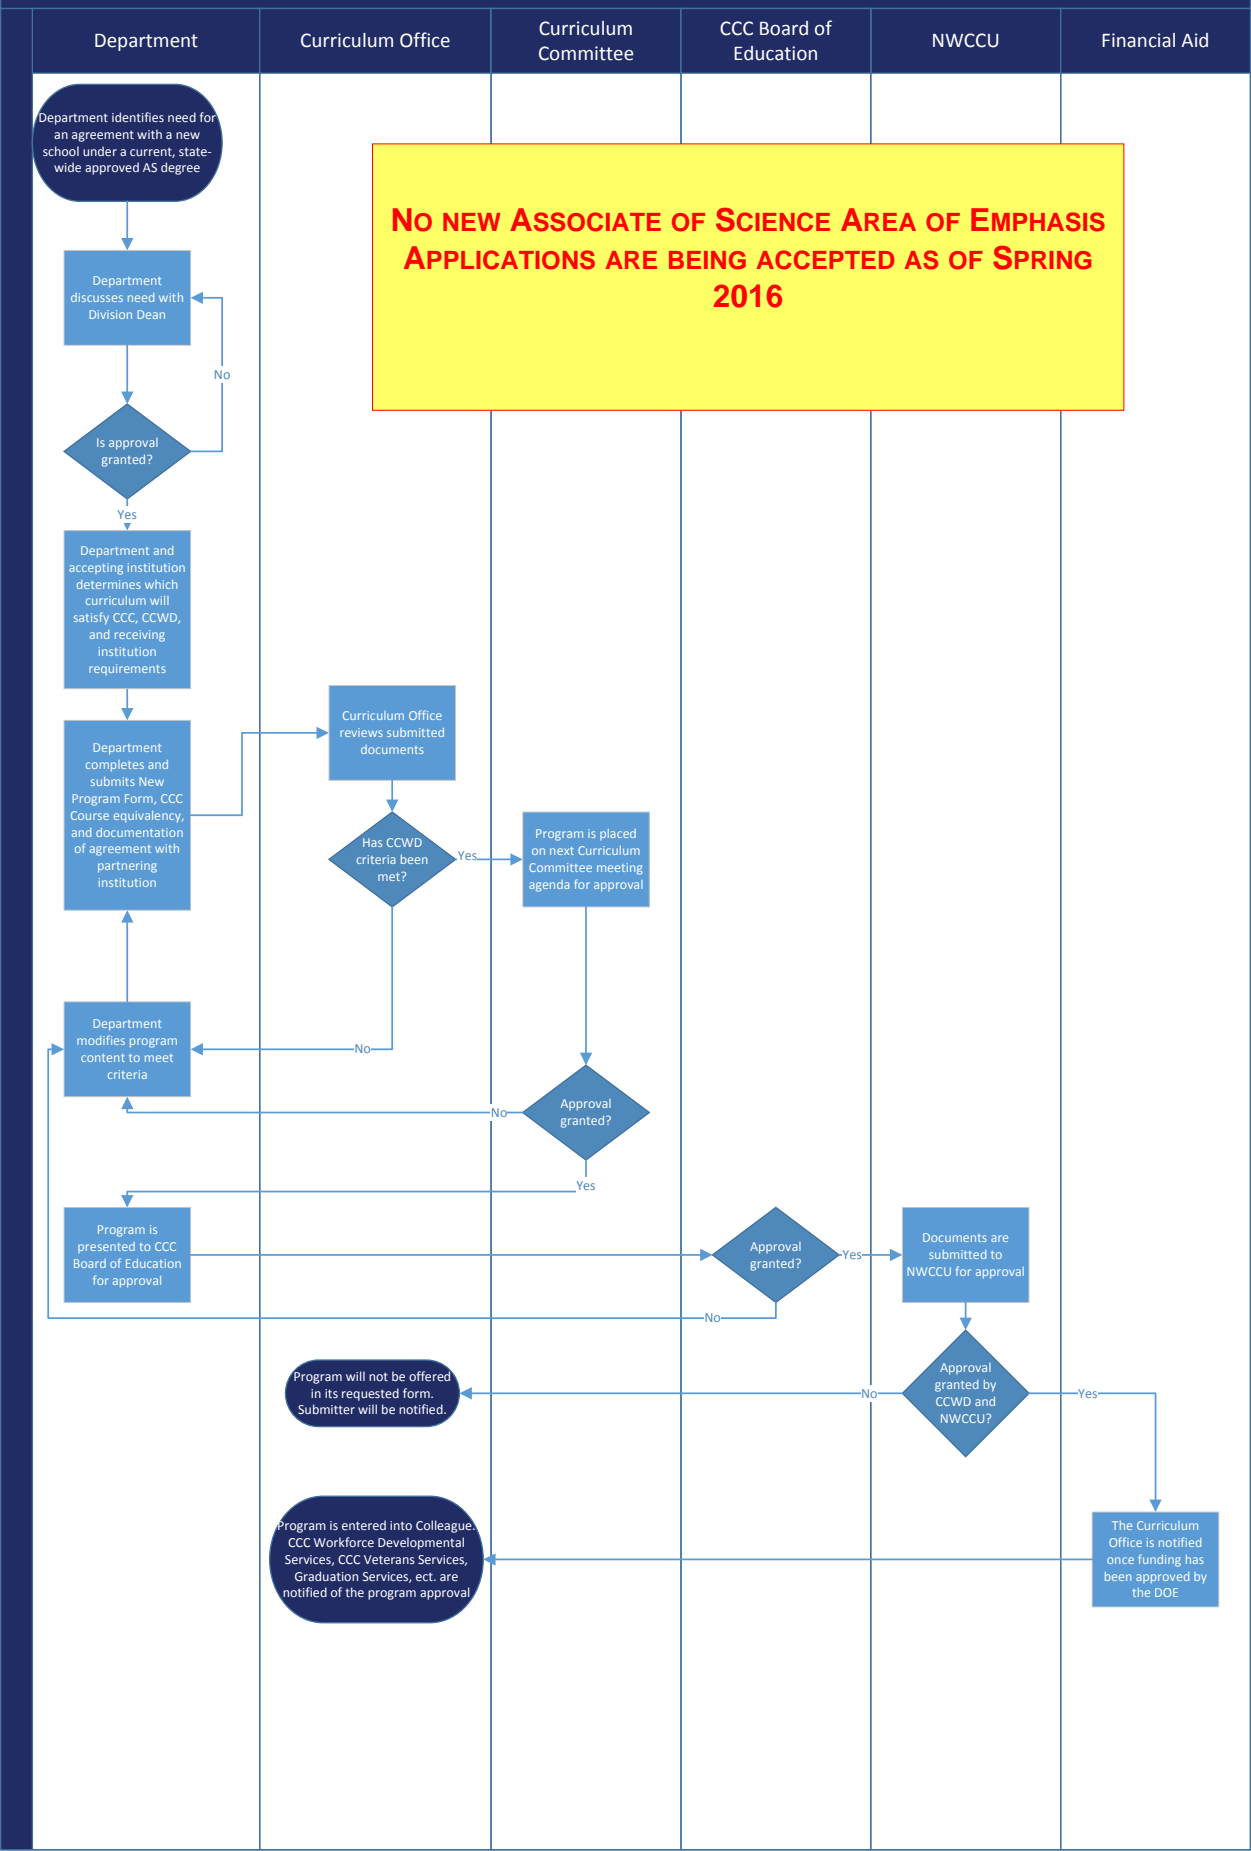 Department
Curriculum Office
Curriculum
Committee
CCC Board of
Education
NWCCU
Financial Aid
Department identifies need for
an agreement with a new
school under a current, state-
wide approved AS degree
No new Associate of Science Area of Emphasis
Applications are being accepted as of Spring
2016
Department
discusses need with
Division Dean
No
Is approval
granted?
Yes
Department and
accepting institution
determines which
curriculum will
satisfy CCC, CCWD,
and receiving
institution
requirements
Department
completes and
submits New
Program Form, CCC
Course equivalency,
and documentation
of agreement with
partnering
institution
Curriculum Office
reviews submitted
documents
Has CCWD
criteria been
met?
Yes
Program is placed
on next Curriculum
Committee meeting
agenda for approval
Department
modifies program
content to meet
criteria
No
No
Approval
granted?
Yes
Program is
presented to CCC
Board of Education
for approval
Approval
granted?
Yes
Documents are
submitted to
NWCCU for approval
No
Program will not be offered
in its requested form.
Submitter will be notified.
No
Approval
granted by
CCWD and
NWCCU?
Yes
Program is entered into Colleague.
CCC Workforce Developmental
Services, CCC Veterans Services,
Graduation Services, ect. are
notified of the program approval
The Curriculum
Office is notified
once funding has
been approved by
the DOE